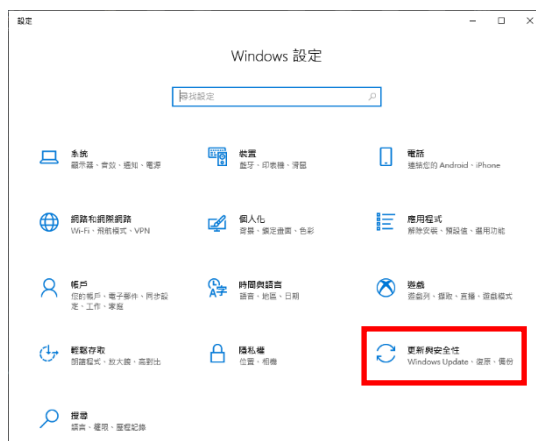 設定
Windows 設定
尋找設定
系統
顯示器、音效、通知、電源
裝置
藍牙、印表機、滑鼠
電話
連結您的 Android、iPhone
網路和網際網路
Wi-Fi、飛航模式、VPN
個人化
背景、鎖定畫面、色彩
應用程式
解除安裝、預設值、選用功能
帳戶
您的帳戶、電子郵件、同步設
定、工作、家庭
時間與語言
語音、地區、日期
遊戲
遊戲列、擷取、直播、遊戲模式
輕鬆存取
朗讀程式、放大鏡、高對比
隱私權
位置、相機
更新與安全性
Windows Update、復原、備份
搜尋
語言、權限、歷程記錄